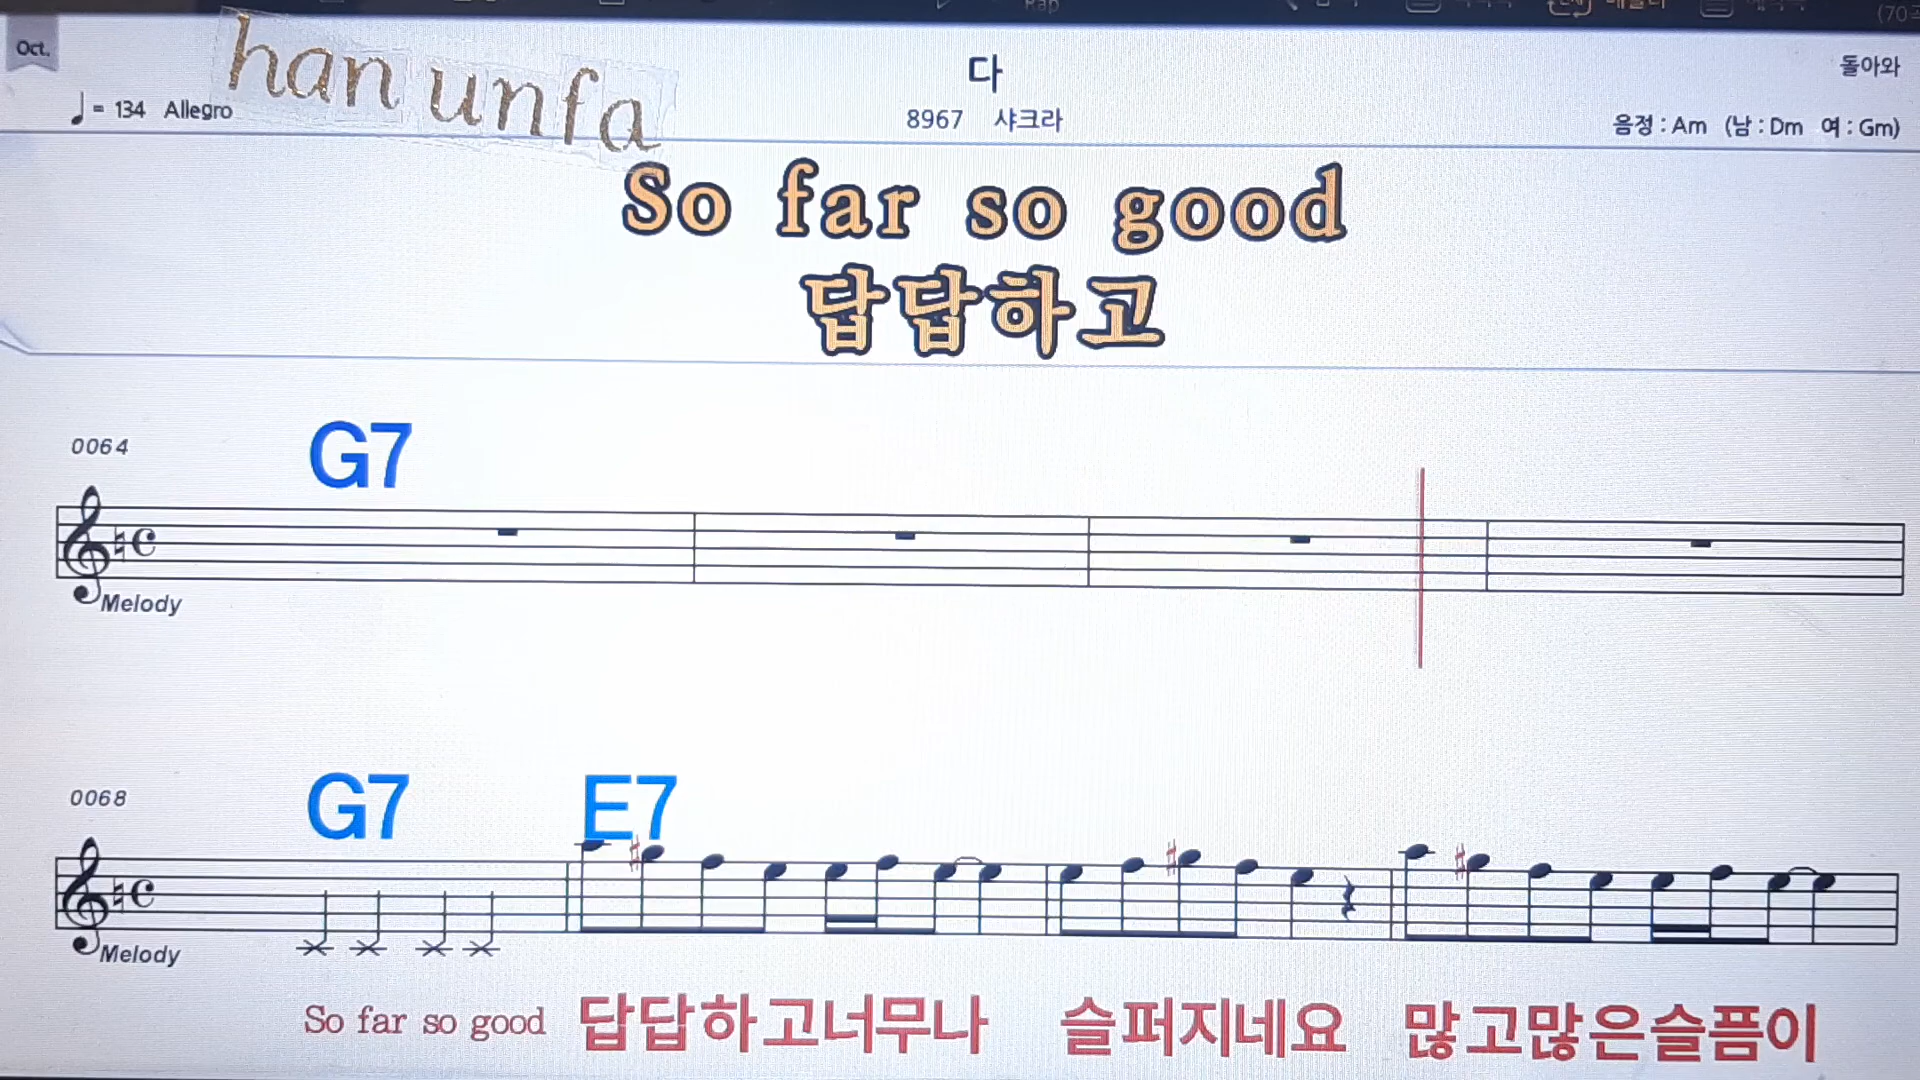 Rap
Oct.
han unfa
다
돌아와
♩ = 134 Allegro
8967 샤크라
음정 : Am (남 : Dm 여 : Gm)
So far so good
답답하고
0064
G7
Melody
0068
G7 E7
Melody
So far so good 답답하고너무나 슬퍼지네요 많고많은슬픔이